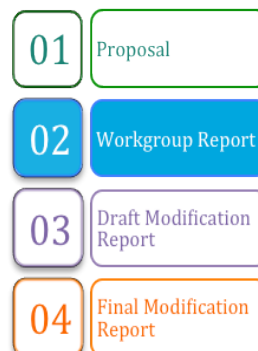 01
Proposal
02
Workgroup Report
03
Draft Modification
Report
04
Final Modification
Report